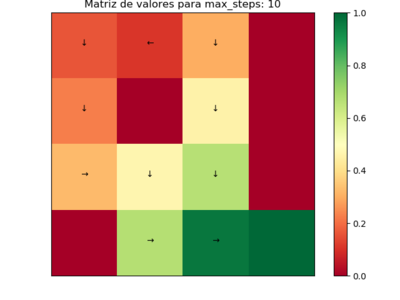 Matriz de valores para max_steps: 10
↓ ← ↓
↓ ↓
→ ↓ ↓
→ →
1.0
0.8
0.6
0.4
0.2
0.0